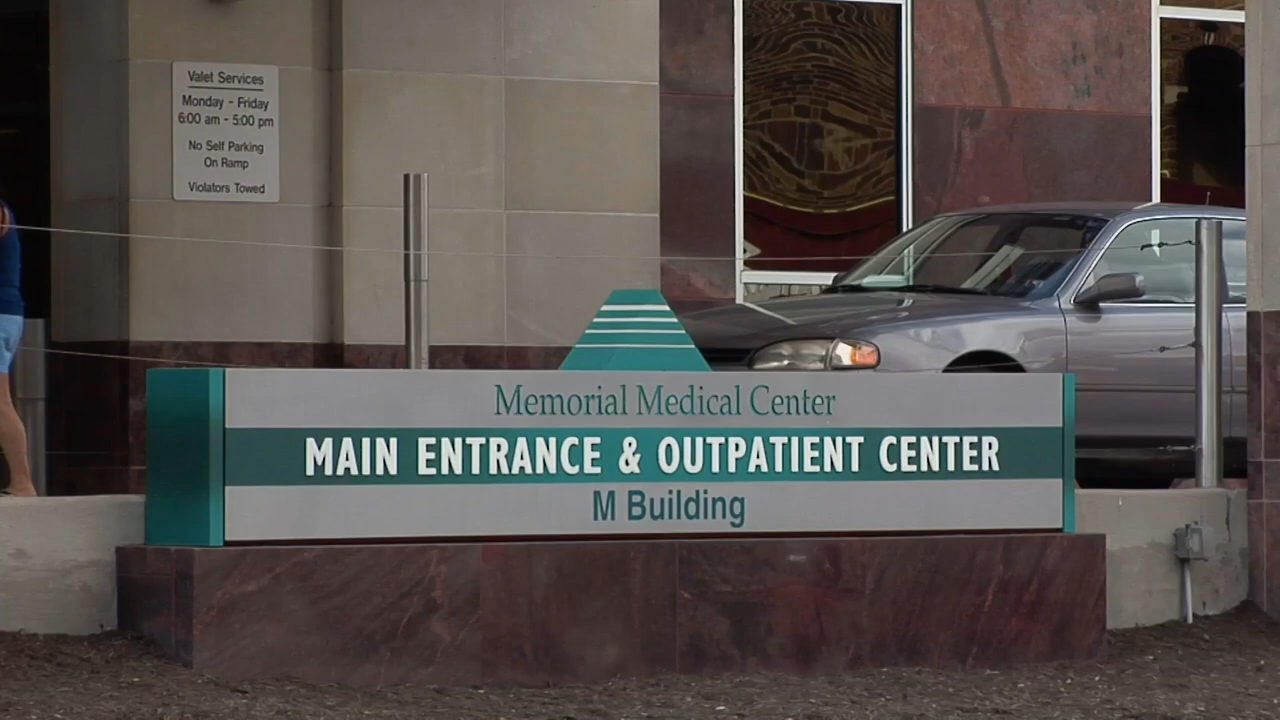 Valet Services
Monday - Friday
6:00 am - 5:00 pm
No Self Parking
On Ramp
Violators Towed
Memorial Medical Center
MAIN ENTRANCE & OUTPATIENT CENTER
M Building